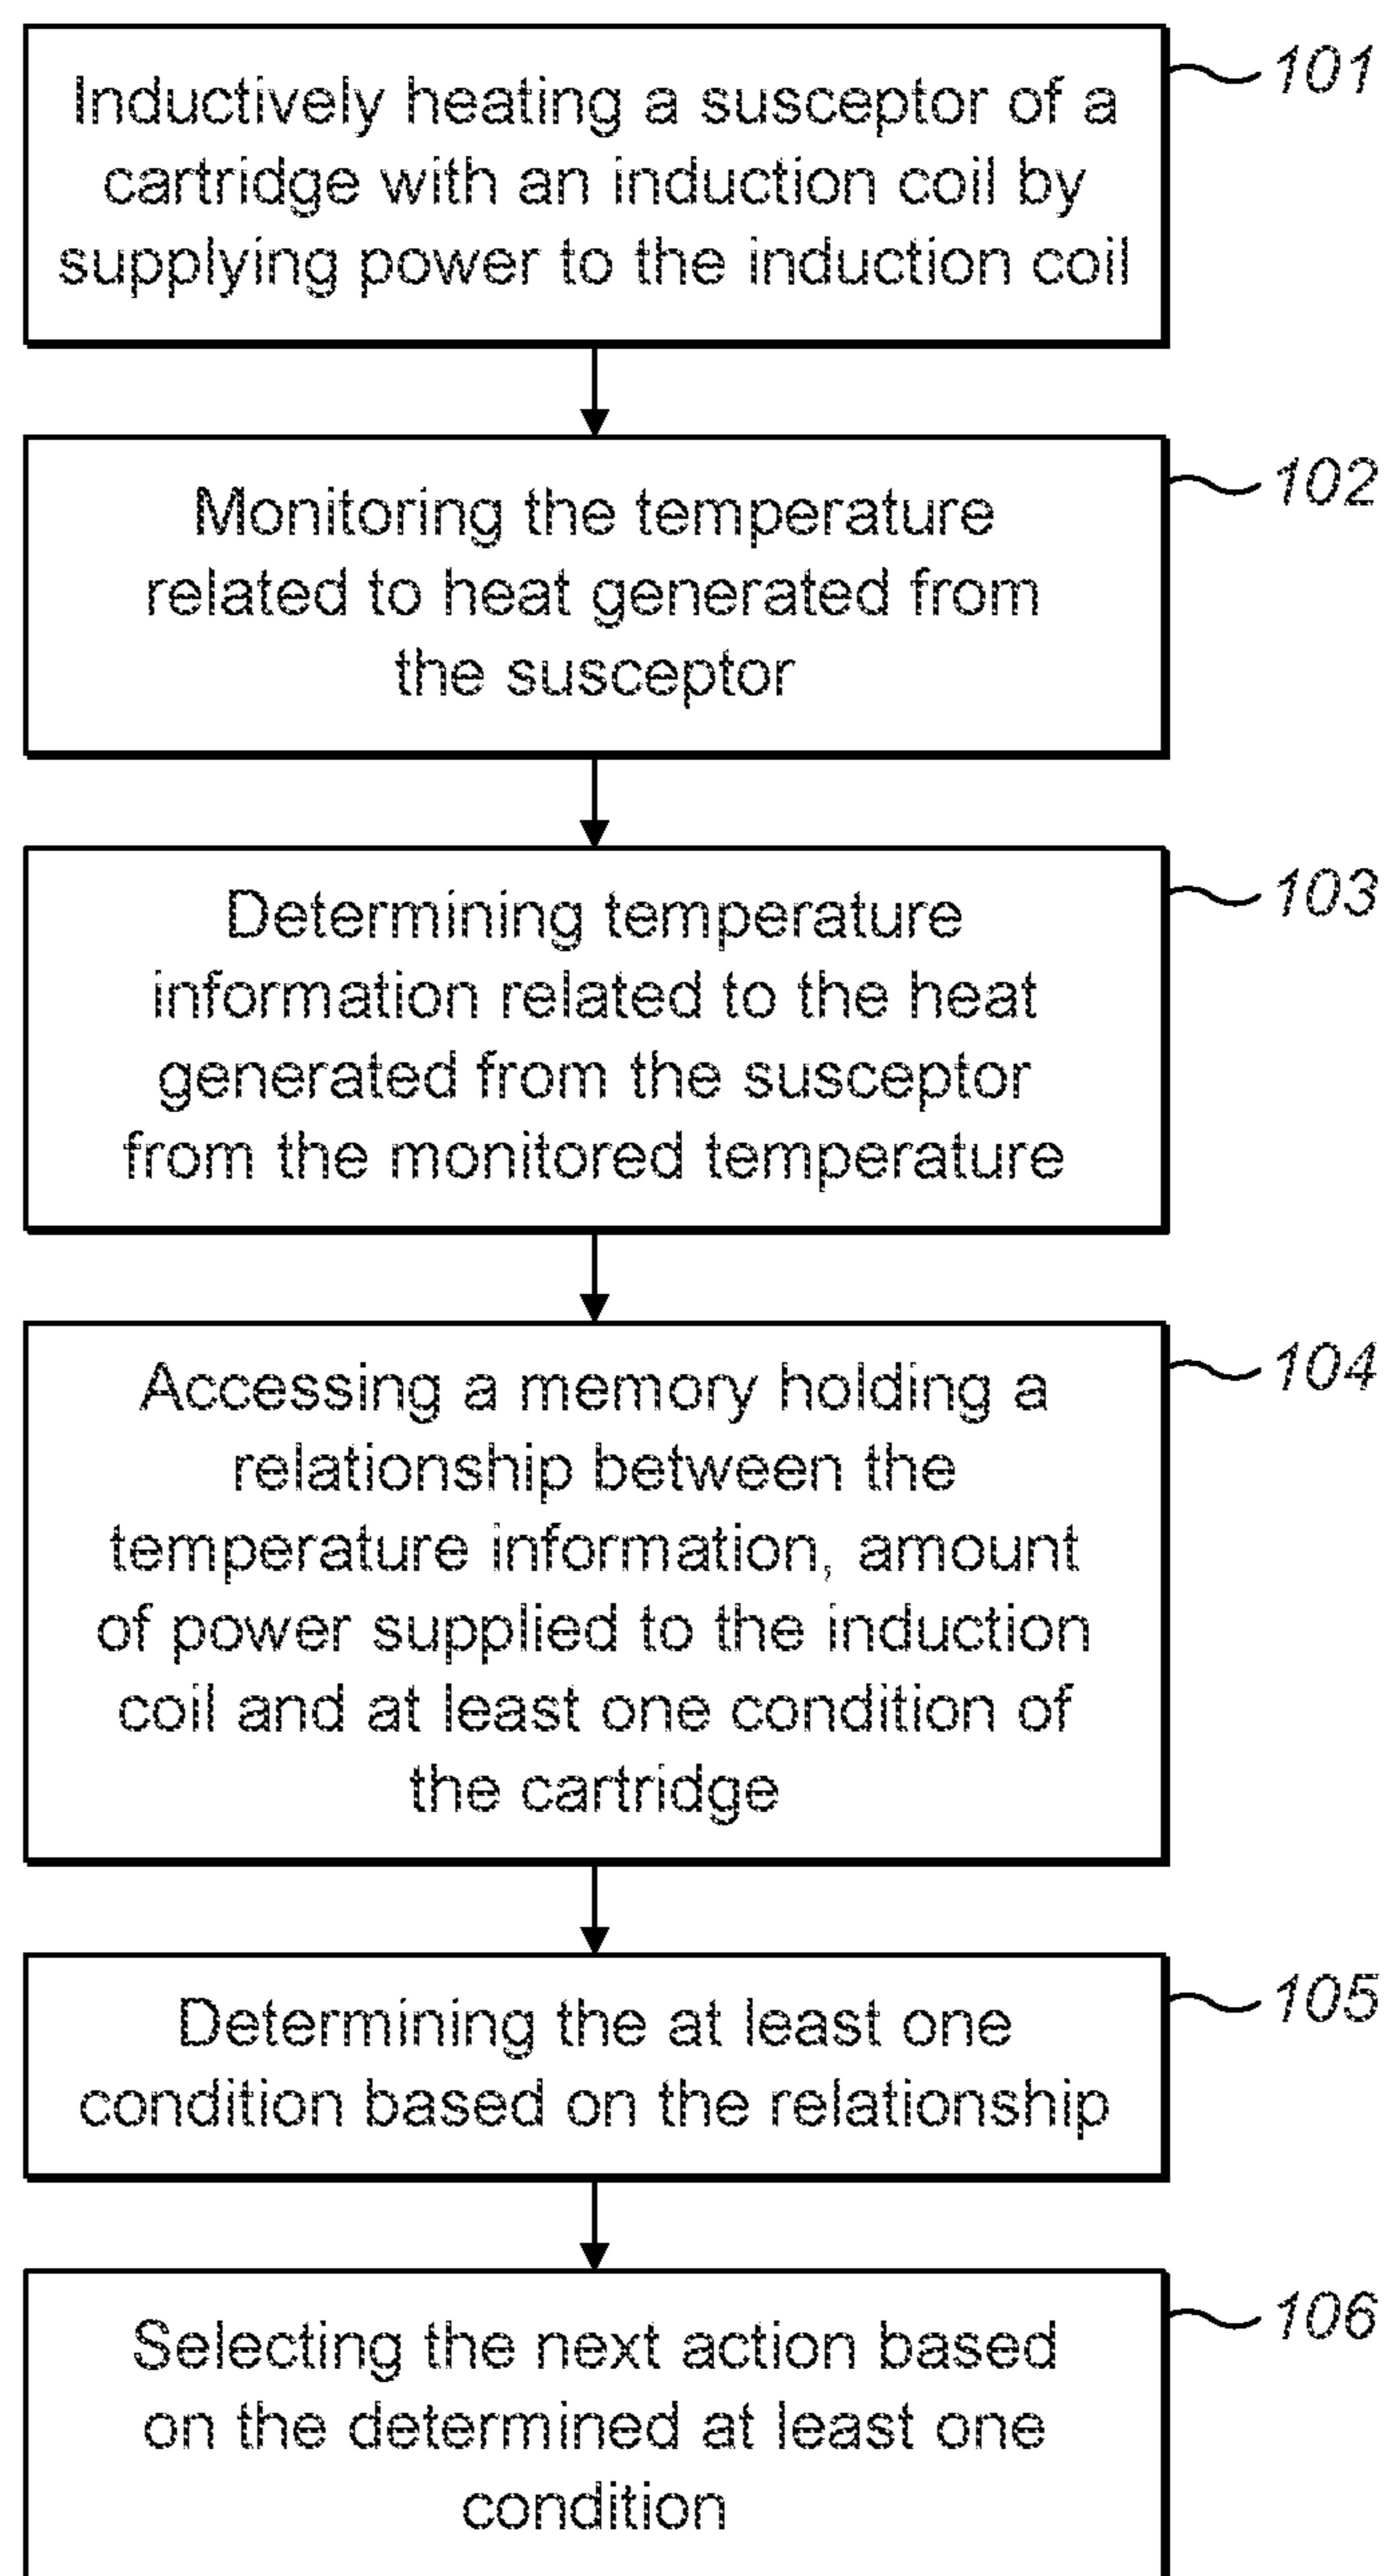 Inductively heating a susceptor of a
cartridge with an induction coil by
supplying power to the induction coil
101
Monitoring the temperature
related to heat generated from
the susceptor
102
Determining temperature
information related to the heat
generated from the susceptor
from the monitored temperature
103
Accessing a memory holding a
relationship between the
temperature information, amount
of power supplied to the induction
coil and at least one condition of
the cartridge
104
Determining the at least one
condition based on the relationship
105
Selecting the next action based
on the determined at least one
condition
106